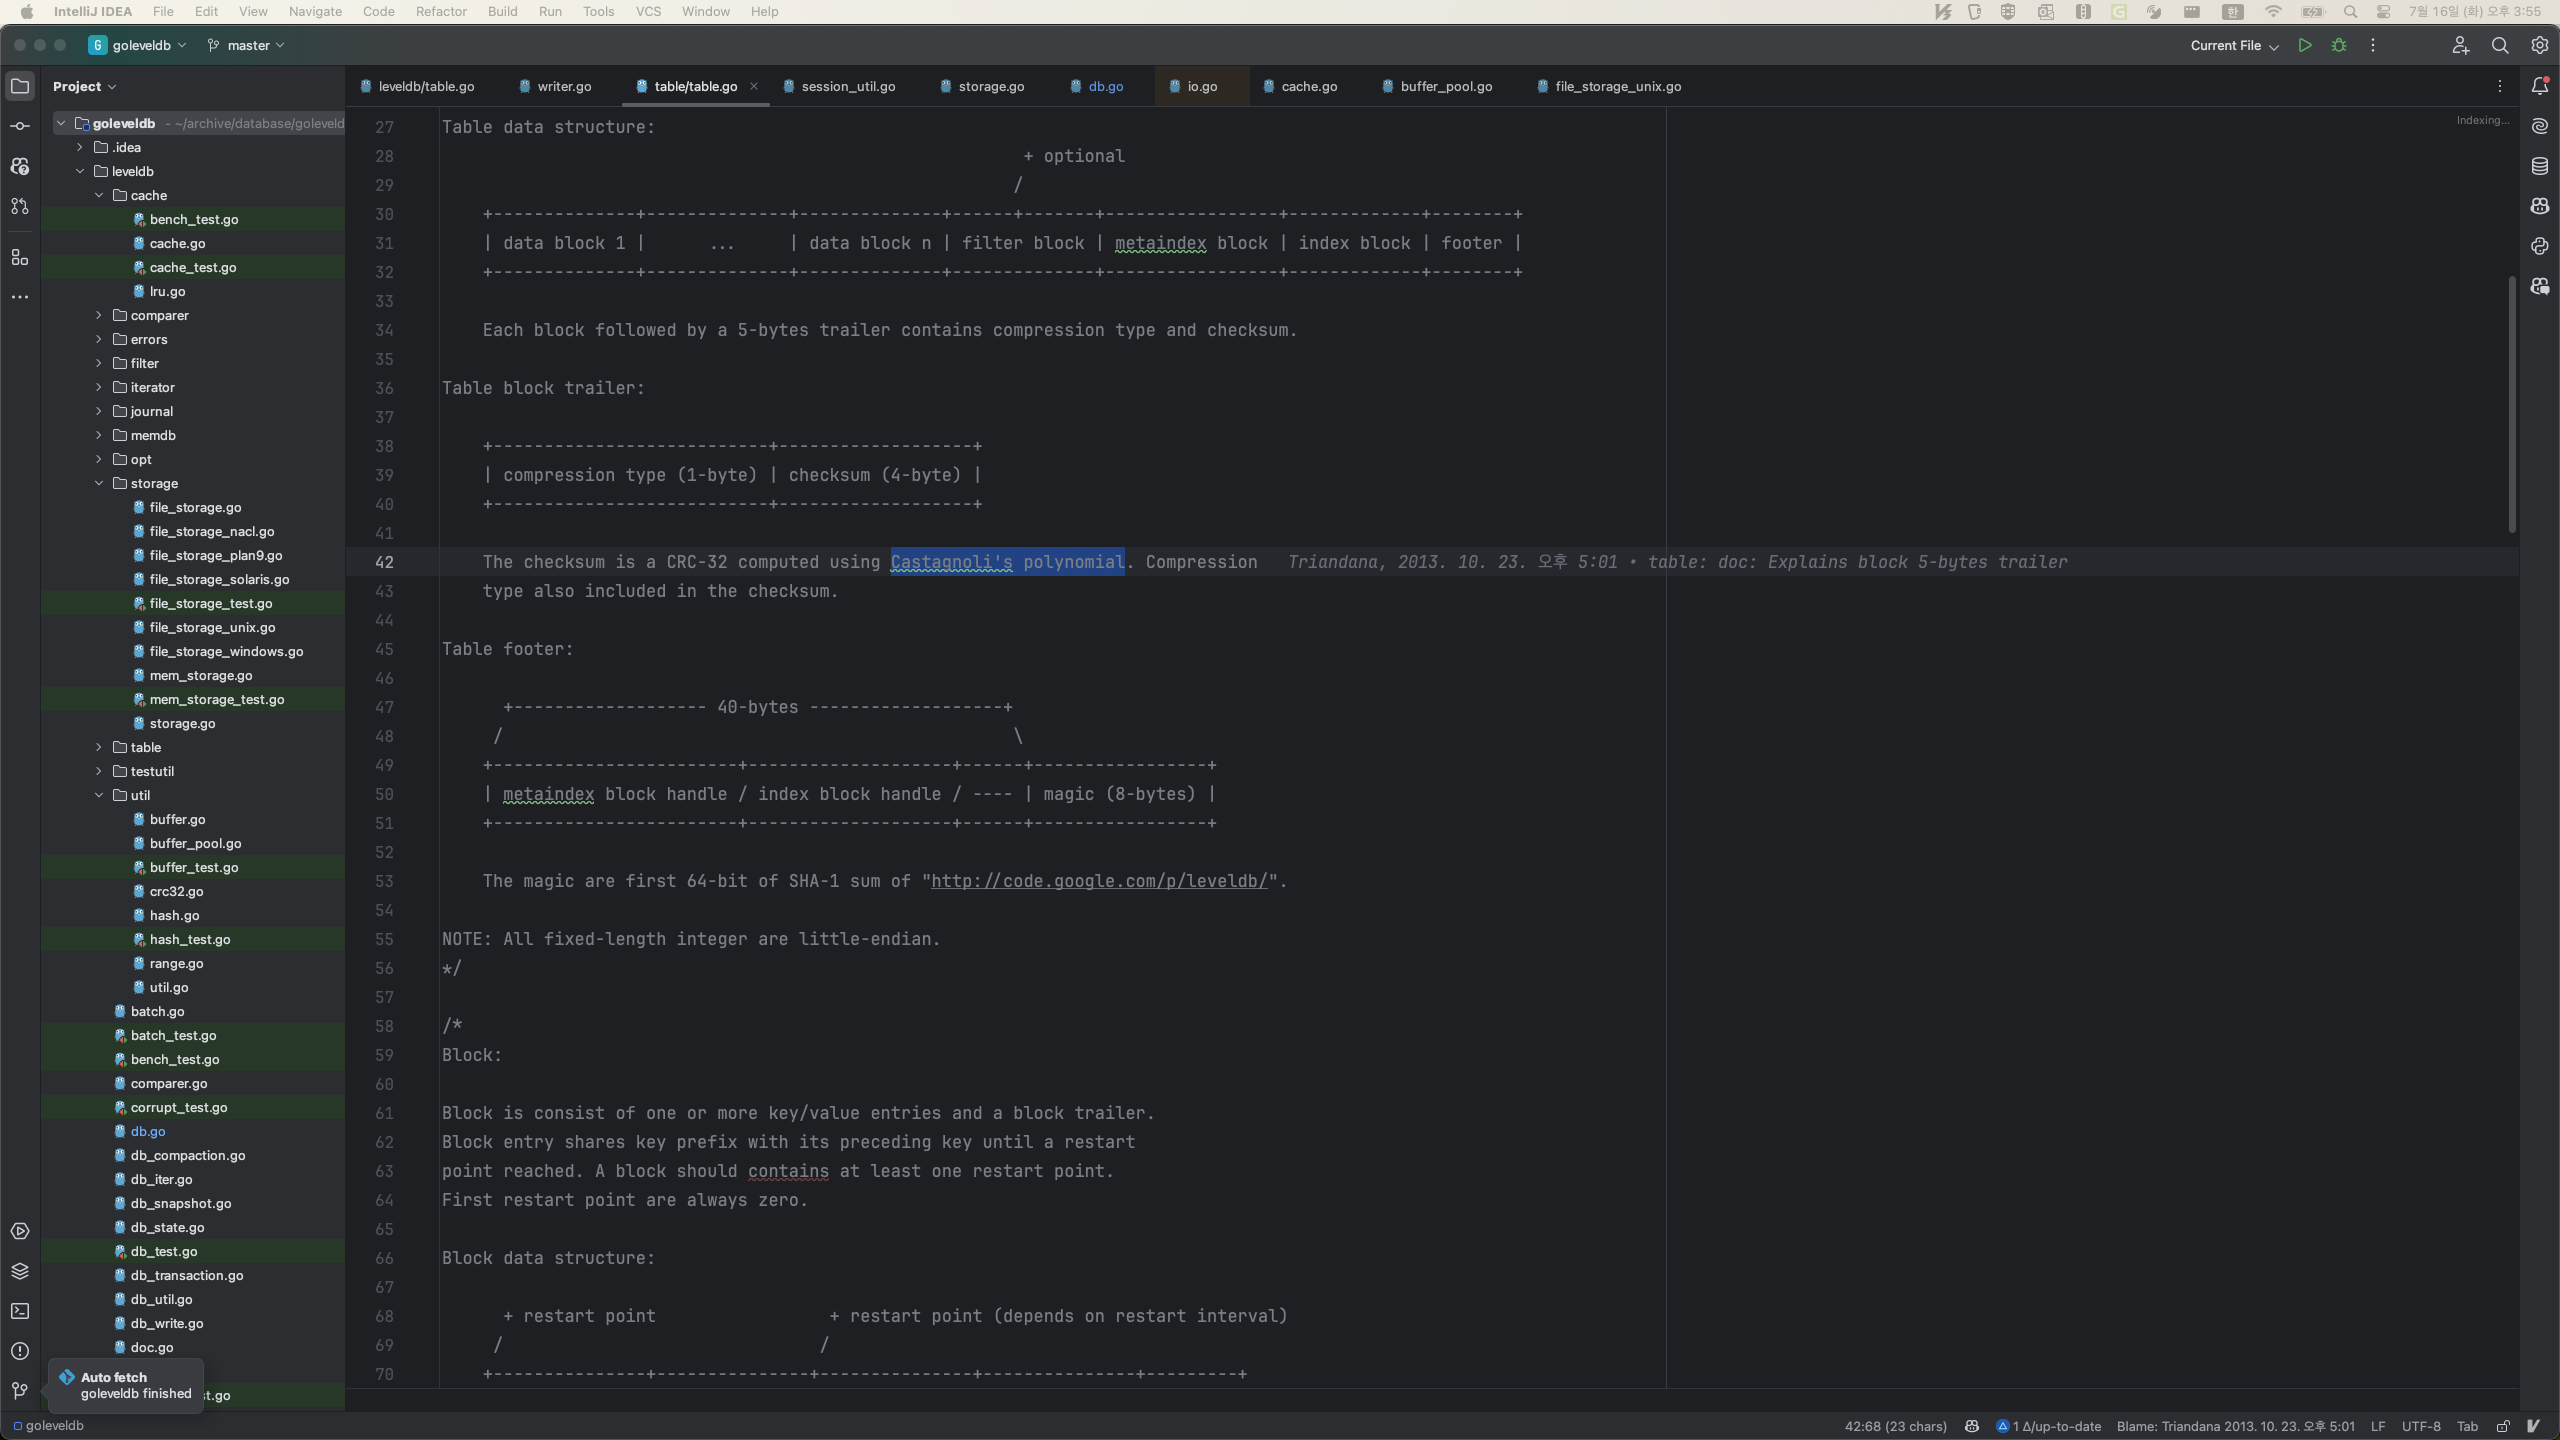 IntelliJ IDEA File Edit View Navigate Code Refactor Build Run Tools VCS Window Help 한 7월 16일 (화) 오후 3:55
G goleveldb master Current File
Project
leveldb/table.go writer.go table/table.go session_util.go storage.go db.go io.go cache.go buffer_pool.go file_storage_unix.go
goleveldb - ~/archive/database/goleveld
.idea
leveldb
cache
bench_test.go
cache.go
cache_test.go
lru.go
comparer
errors
filter
iterator
journal
memdb
opt
storage
file_storage.go
file_storage_nacl.go
file_storage_plan9.go
file_storage_solaris.go
file_storage_test.go
file_storage_unix.go
file_storage_windows.go
mem_storage.go
mem_storage_test.go
storage.go
table
testutil
util
buffer.go
buffer_pool.go
buffer_test.go
crc32.go
hash.go
hash_test.go
range.go
util.go
batch.go
batch_test.go
bench_test.go
comparer.go
corrupt_test.go
db.go
db_compaction.go
db_iter.go
db_snapshot.go
db_state.go
db_test.go
db_transaction.go
db_util.go
db_write.go
doc.go
st.go
Auto fetch
goleveldb finished
Indexing...
27 Table data structure:
28                                                          + optional
29                                                         /
30     +--------------+--------------+--------------+------+-------+-----------------+-------------+--------+
31     | data block 1 |      ...     | data block n | filter block | metaindex block | index block | footer |
32     +--------------+--------------+--------------+--------------+-----------------+-------------+--------+
33
34     Each block followed by a 5-bytes trailer contains compression type and checksum.
35
36 Table block trailer:
37
38     +---------------------------+-------------------+
39     | compression type (1-byte) | checksum (4-byte) |
40     +---------------------------+-------------------+
41
42     The checksum is a CRC-32 computed using Castagnoli's polynomial. Compression   Triandana, 2013. 10. 23. 오후 5:01 • table: doc: Explains block 5-bytes trailer
43     type also included in the checksum.
44
45 Table footer:
46
47       +------------------- 40-bytes -------------------+
48      /                                                  \
49     +------------------------+--------------------+------+-----------------+
50     | metaindex block handle / index block handle / ---- | magic (8-bytes) |
51     +------------------------+--------------------+------+-----------------+
52
53     The magic are first 64-bit of SHA-1 sum of "http://code.google.com/p/leveldb/".
54
55 NOTE: All fixed-length integer are little-endian.
56 */
57
58 /*
59 Block:
60
61 Block is consist of one or more key/value entries and a block trailer.
62 Block entry shares key prefix with its preceding key until a restart
63 point reached. A block should contains at least one restart point.
64 First restart point are always zero.
65
66 Block data structure:
67
68       + restart point                 + restart point (depends on restart interval)
69      /                               /
70     +---------------+---------------+---------------+---------------+---------+
goleveldb 42:68 (23 chars) 1 Δ/up-to-date Blame: Triandana 2013. 10. 23. 오후 5:01 LF UTF-8 Tab